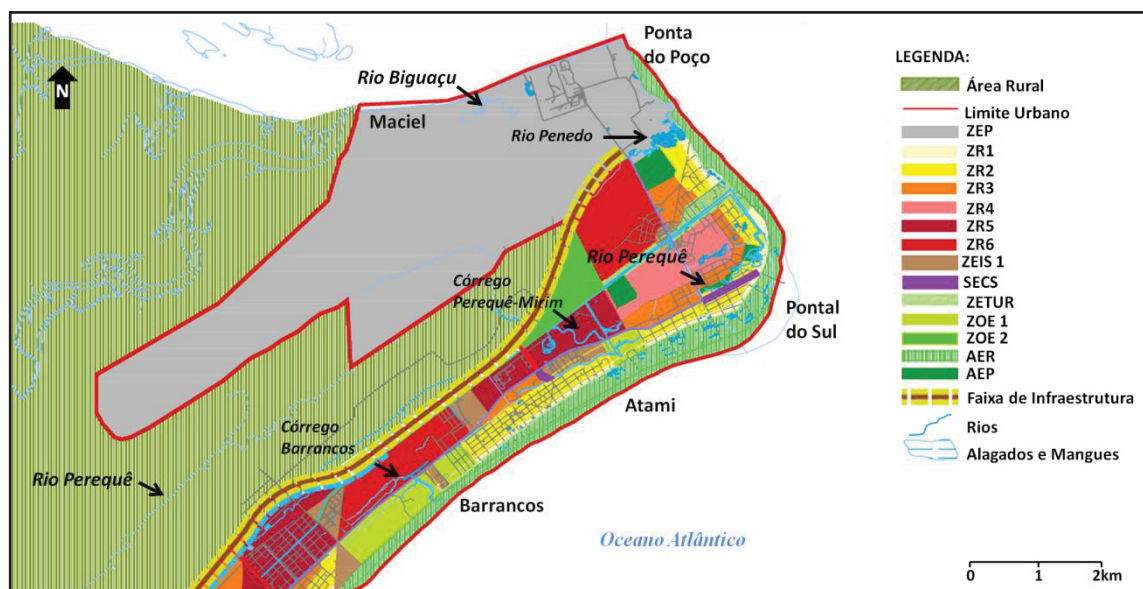 Ponta
do Poço
Rio Biguaçu
Maciel
Rio Penedo
N
Rio Perequê
Córrego
Perequê-Mirim
Pontal
do Sul
Atami
Córrego
Barrancos
Rio Perequê
Barrancos
Oceano Atlântico
LEGENDA:
Área Rural
Limite Urbano
ZEP
ZR1
ZR2
ZR3
ZR4
ZR5
ZR6
ZEIS 1
SECS
ZETUR
ZOE 1
ZOE 2
AER
AEP
Faixa de Infraestrutura
Rios
Alagados e Mangues
0 1 2km